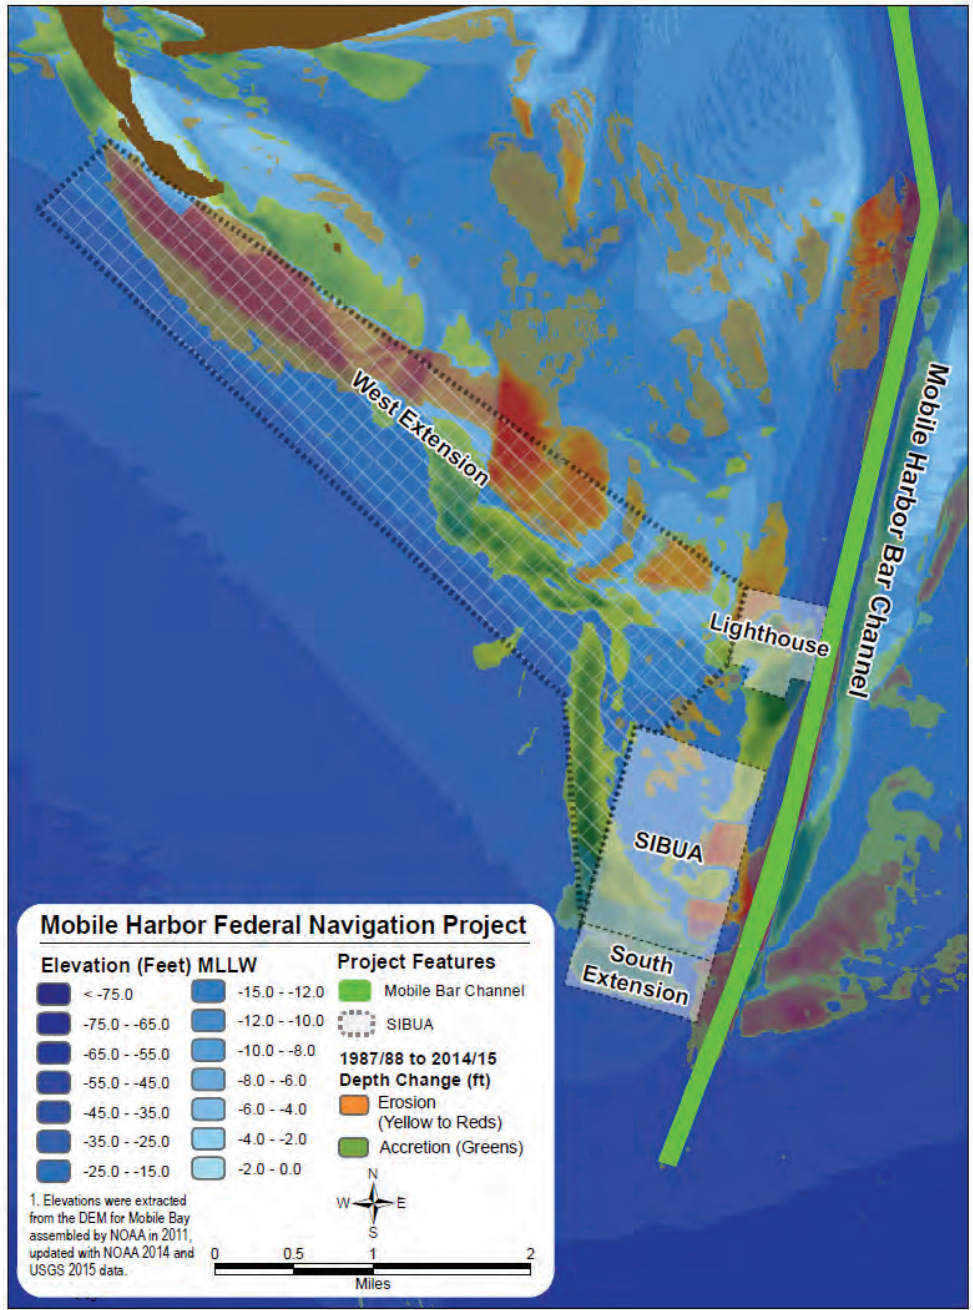 West Extension
Mobile Harbor Bar Channel
Lighthouse
SIBUA
South
Extension
Mobile Harbor Federal Navigation Project
Elevation (Feet) MLLW
< -75.0
-75.0 - -65.0
-65.0 - -55.0
-55.0 - -45.0
-45.0 - -35.0
-35.0 - -25.0
-25.0 - -15.0
-15.0 - -12.0
-12.0 - -10.0
-10.0 - -8.0
-8.0 - -6.0
-6.0 - -4.0
-4.0 - -2.0
-2.0 - 0.0
Project Features
Mobile Bar Channel
SIBUA
1987/88 to 2014/15
Depth Change (ft)
Erosion
(Yellow to Reds)
Accretion (Greens)
1. Elevations were extracted
from the DEM for Mobile Bay
assembled by NOAA in 2011,
updated with NOAA 2014 and
USGS 2015 data.
N
W E
S
0 0.5 1 2
Miles